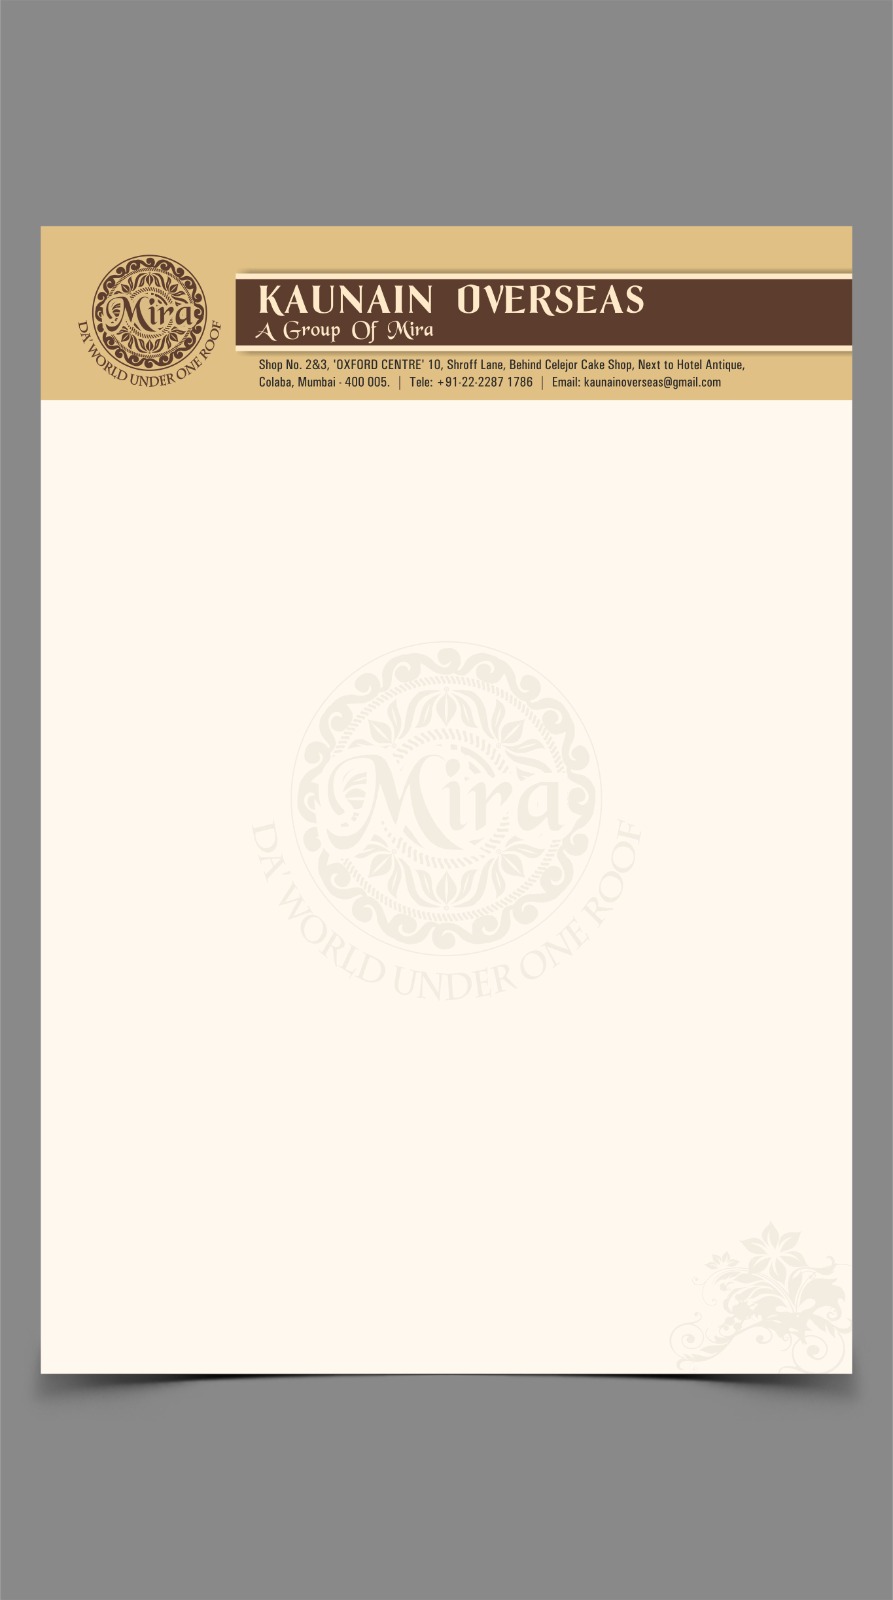 Mira
DA' WORLD UNDER ONE ROOF
KAUNAIN OVERSEAS
A Group Of Mira
Shop No. 2&3, 'OXFORD CENTRE' 10, Shroff Lane, Behind Celejor Cake Shop, Next to Hotel Antique,
Colaba, Mumbai - 400 005. | Tele: +91-22-2287 1786 | Email: kaunainoverseas@gmail.com
Mira
DA' WORLD UNDER ONE ROOF